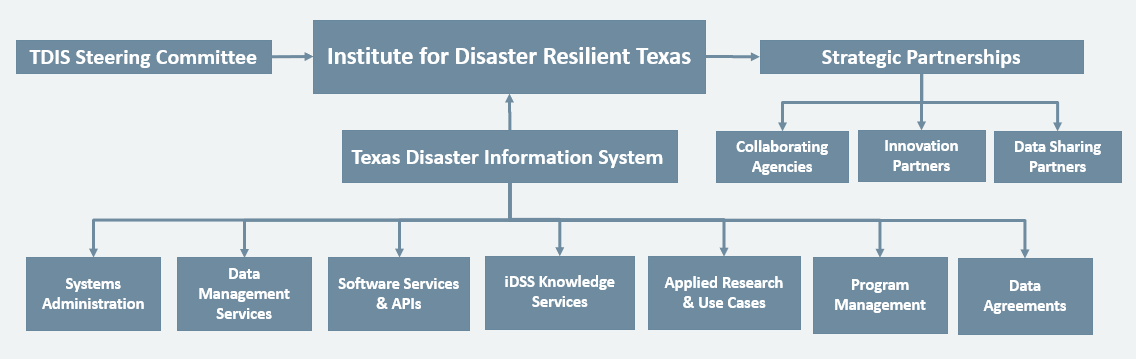 TDIS Steering Committee
Institute for Disaster Resilient Texas
Strategic Partnerships
Texas Disaster Information System
Collaborating
Agencies
Innovation
Partners
Data Sharing
Partners
Systems
Administration
Data
Management
Services
Software Services
& APIs
iDSS Knowledge
Services
Applied Research
& Use Cases
Program
Management
Data
Agreements